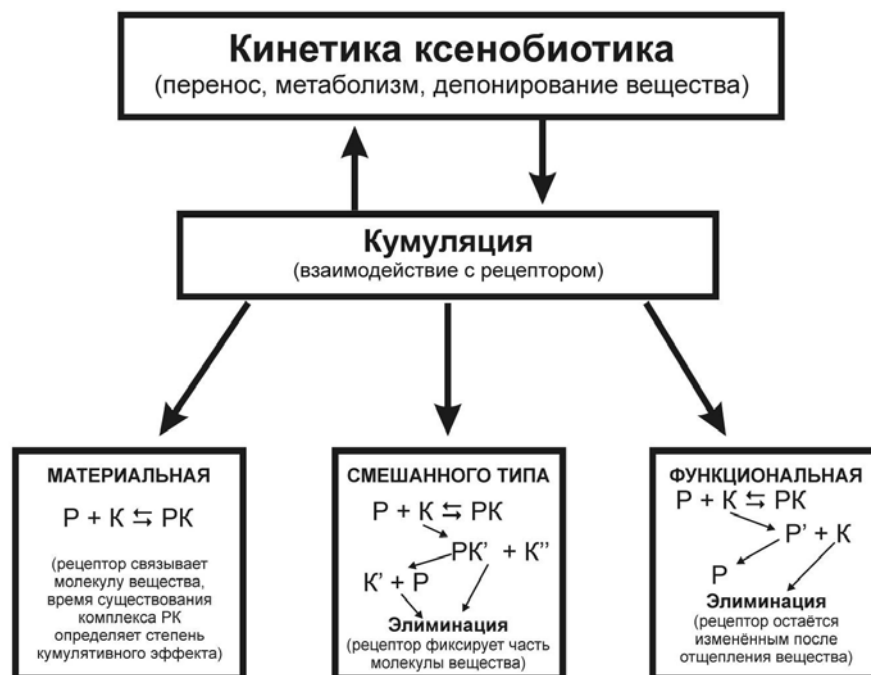 Кинетика ксенобиотика
(перенос, метаболизм, депонирование вещества)
Кумуляция
(взаимодействие с рецептором)
МАТЕРИАЛЬНАЯ
Р + К ⇆ РК
(рецептор связывает
молекулу вещества,
время существования
комплекса РК
определяет степень
кумулятивного эффекта)
СМЕШАННОГО ТИПА
Р + К ⇆ РК
РК’ + К’’
К’ + Р
Элиминация
(рецептор фиксирует часть
молекулы вещества)
ФУНКЦИОНАЛЬНАЯ
Р + К ⇆ РК
Р’ + К
Р
Элиминация
(рецептор остаётся
изменённым после
отщепления вещества)